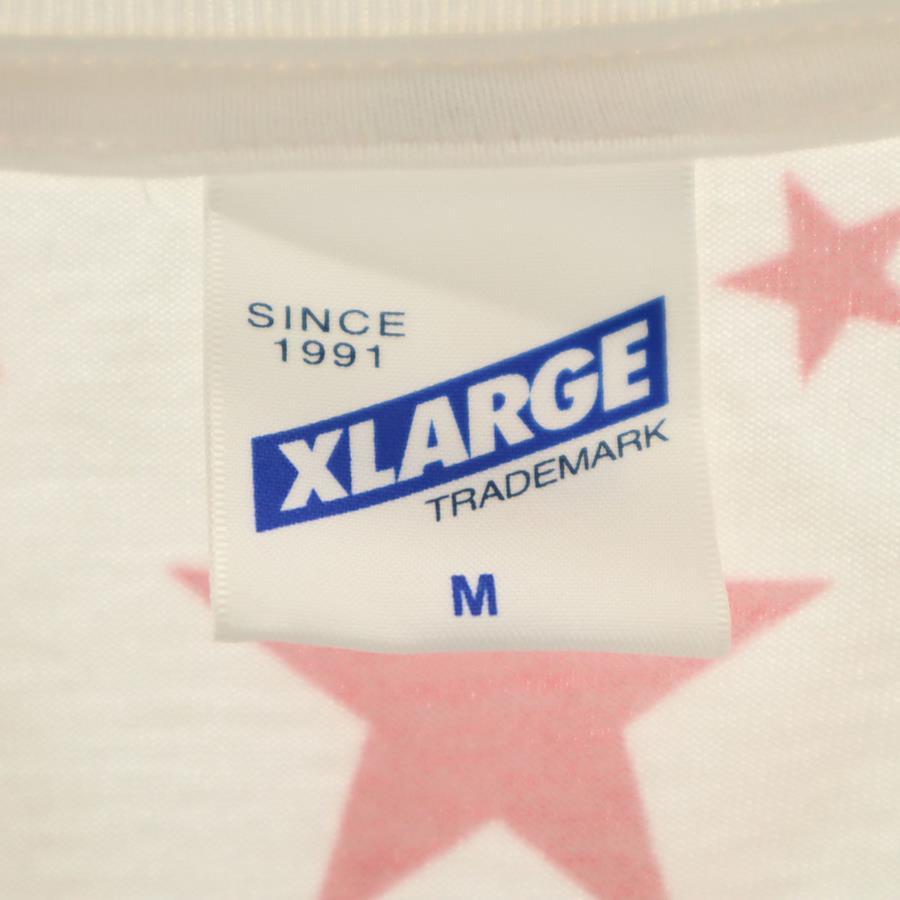 SINCE
1991
XLARGE
TRADEMARK
M